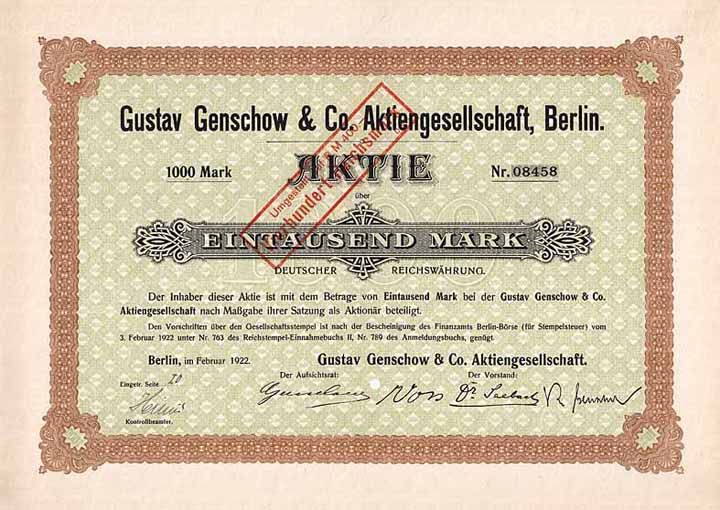 Gustav Genschow & Co. Aktiengesellschaft, Berlin.
1000 Mark
AKTIE
Nr. 08458
Umgestellt M 400.-
über
EINTAUSEND MARK
DEUTSCHER REICHSWÄHRUNG.
Der Inhaber dieser Aktie ist mit dem Betrage von Eintausend Mark bei der Gustav Genschow & Co.
Aktiengesellschaft nach Maßgabe ihrer Satzung als Aktionär beteiligt.
Den Vorschriften über den Gesellschaftsstempel ist nach der Bescheinigung des Finanzamts Berlin-Börse (für Stempelsteuer) vom
3. Februar 1922 unter Nr. 763 des Reichstempel-Einnahmebuchs II, Nr. 789 des Anmeldungsbuchs, genügt.
Berlin, im Februar 1922.
Gustav Genschow & Co. Aktiengesellschaft.
Der Aufsichtsrat:
Der Vorstand:
Eingetr. Seite 20
Kontrollbeamter.